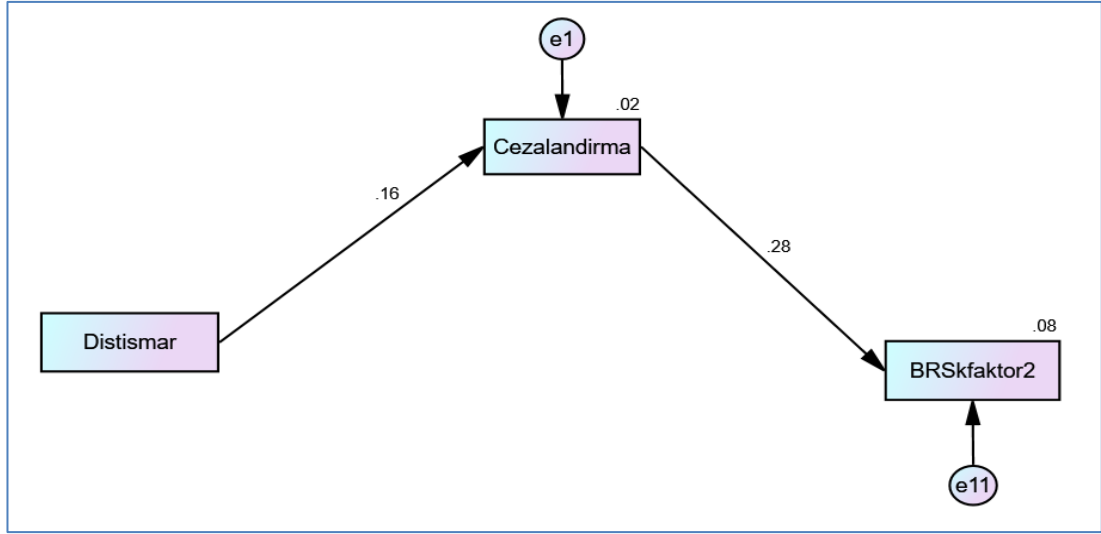 e1
.02
Cezalandirma
.16
.28
Distismar
.08
BRSkfaktor2
e11